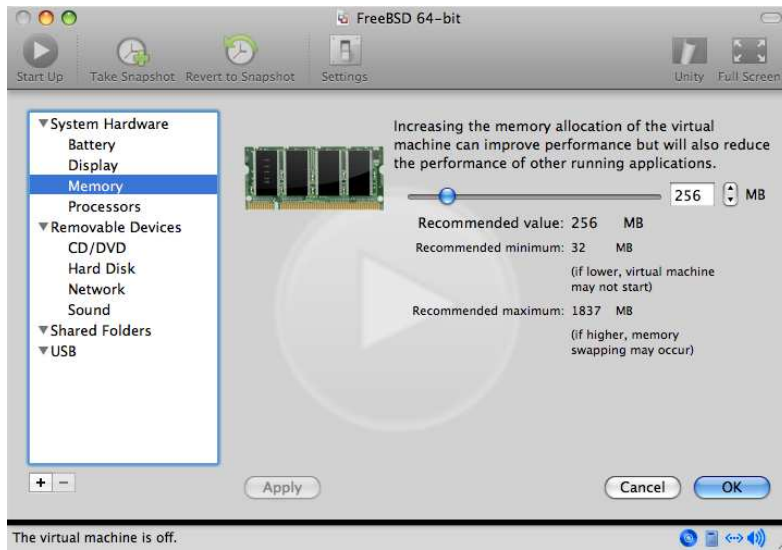 FreeBSD 64-bit
Start Up
Take Snapshot
Revert to Snapshot
Settings
Unity
Full Screen
System Hardware
Battery
Display
Memory
Processors
Removable Devices
CD/DVD
Hard Disk
Network
Sound
Shared Folders
USB
Increasing the memory allocation of the virtual
machine can improve performance but will also reduce
the performance of other running applications.
256 MB
Recommended value: 256 MB
Recommended minimum: 32 MB
(if lower, virtual machine
may not start)
Recommended maximum: 1837 MB
(if higher, memory
swapping may occur)
+ −
Apply
Cancel
OK
The virtual machine is off.